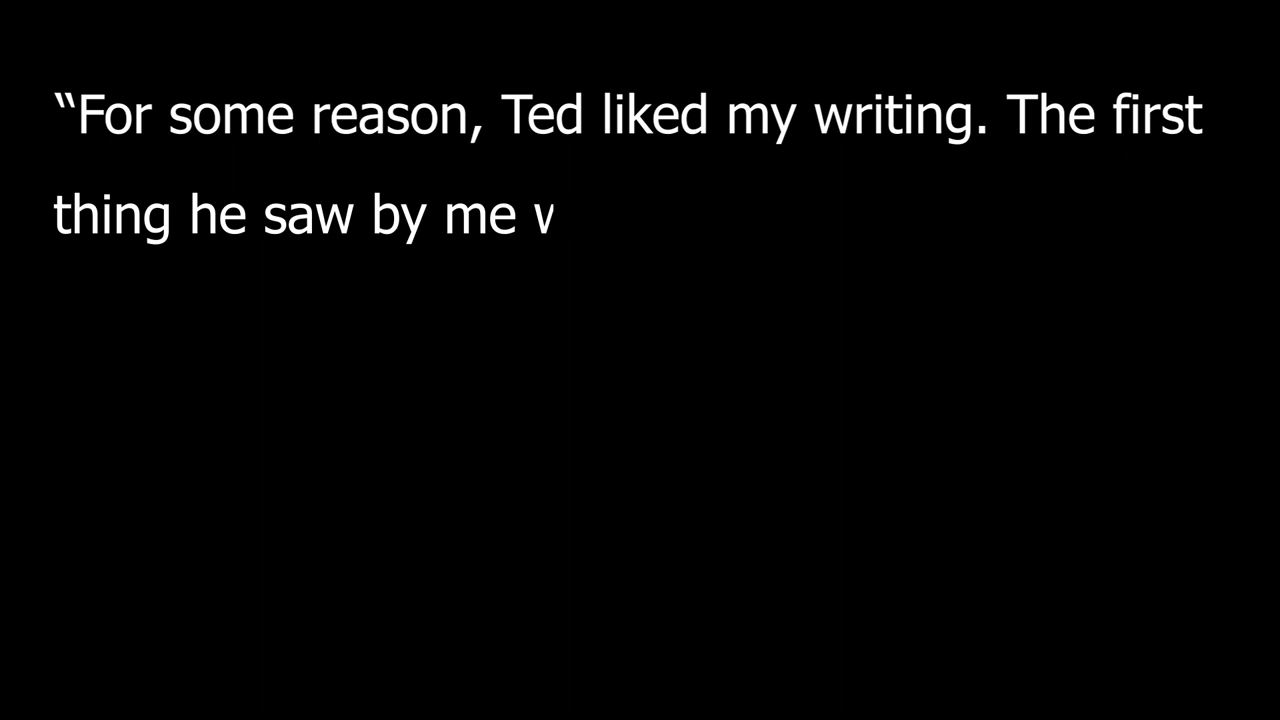 “For some reason, Ted liked my writing. The first
thing he saw by me w